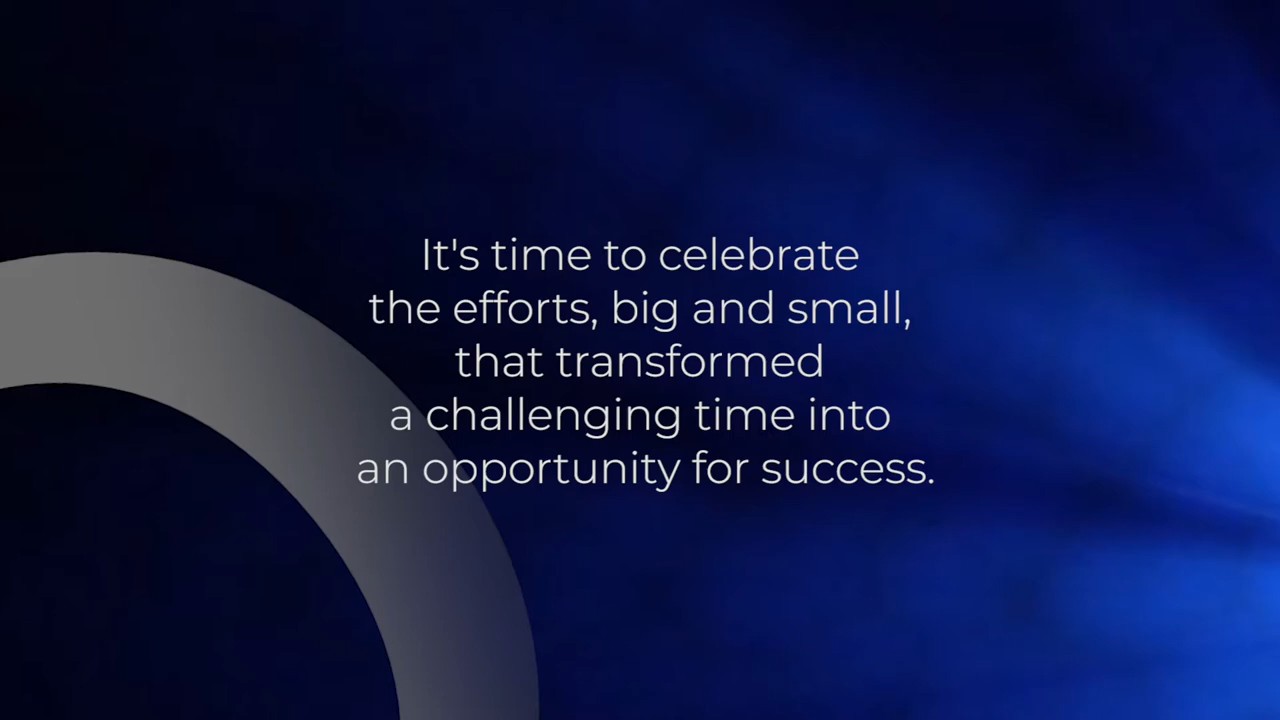 It's time to celebrate
the efforts, big and small,
that transformed
a challenging time into
an opportunity for success.